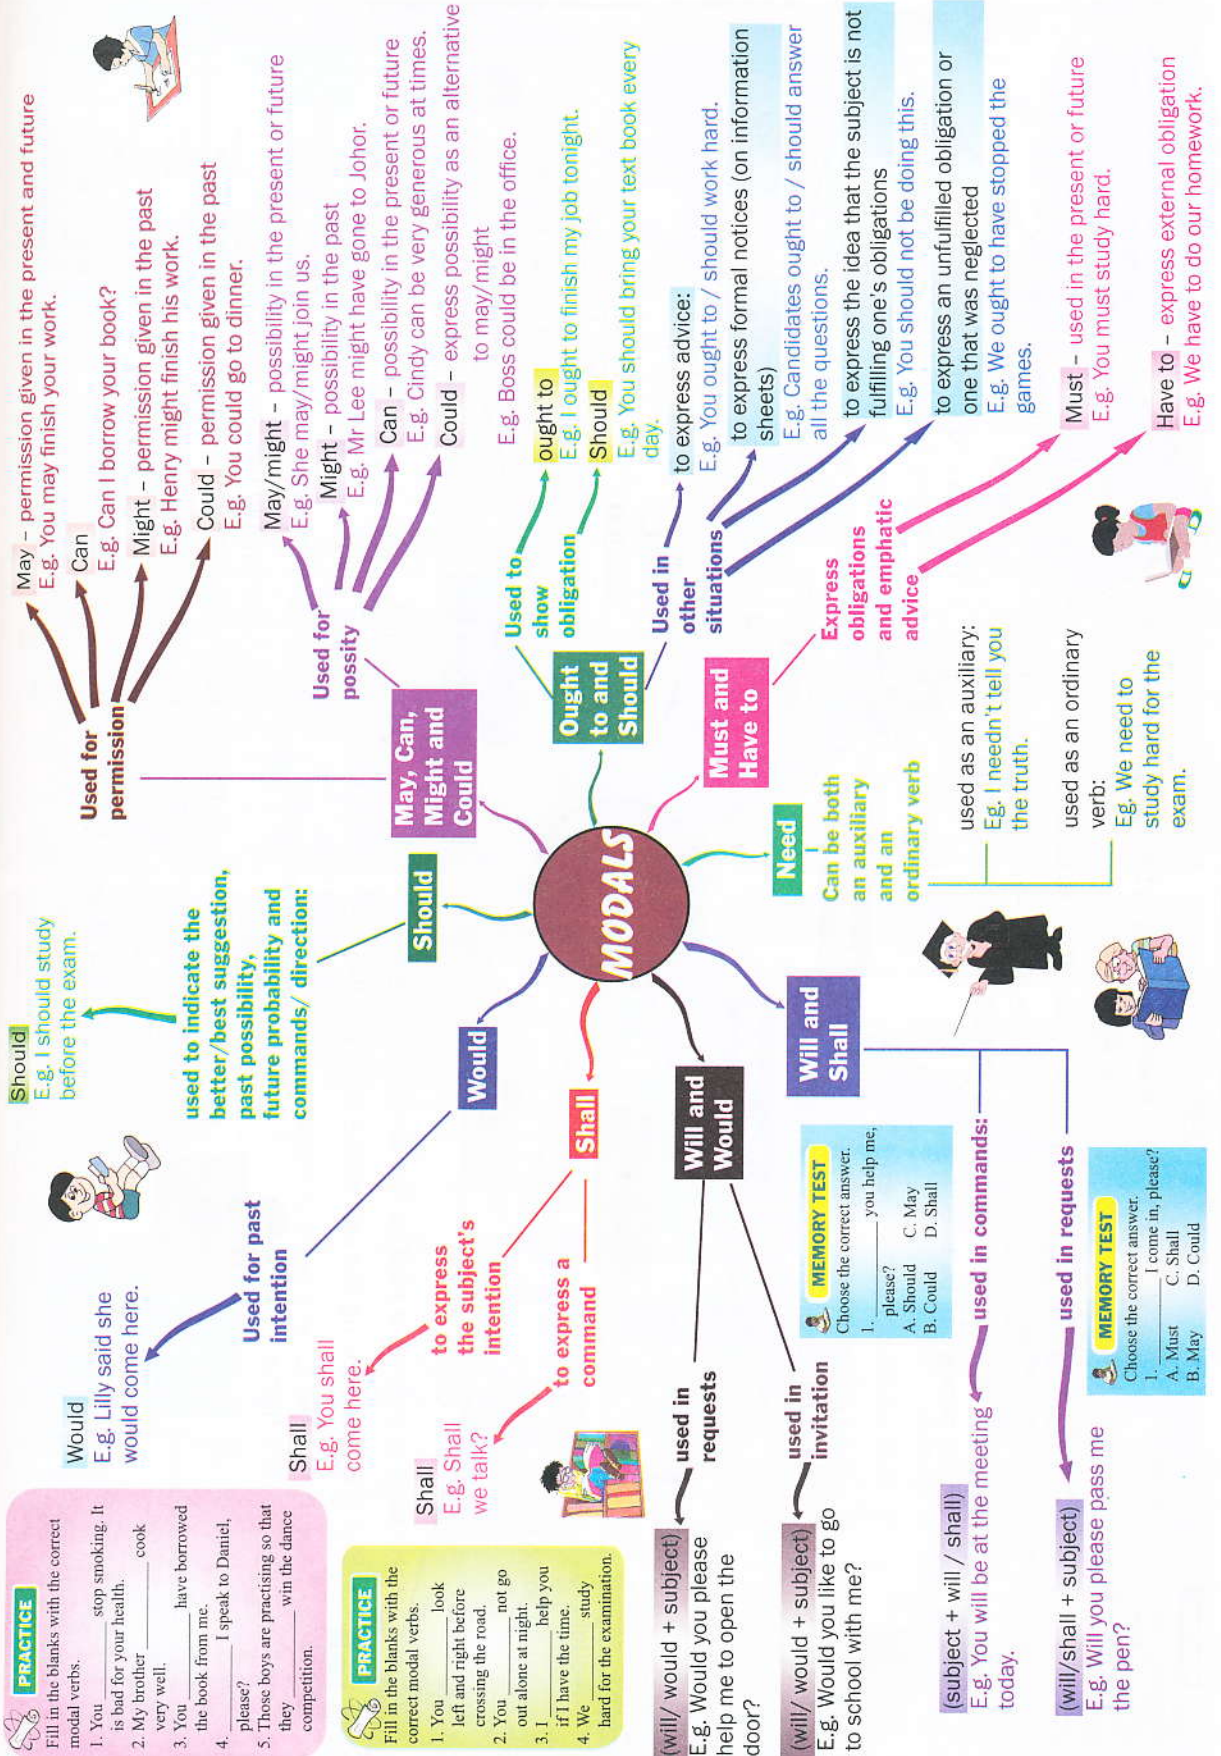 PRACTICE
Fill in the blanks with the correct
modal verbs.
1. You ________ stop smoking. It
is bad for your health.
2. My brother ________ cook
very well.
3. You ________ have borrowed
the book from me.
4. ________ I speak to Daniel,
please?
5. Those boys are practising so that
they ________ win the dance
competition.
PRACTICE
Fill in the blanks with the
correct modal verbs.
1. You ________ look
left and right before
crossing the road.
2. You ________ not go
out alone at night.
3. I ________ help you
if I have the time.
4. We ________ study
hard for the examination.
Would
E.g. Lilly said she
would come here.
Used for past
intention
Would
Should
E.g. I should study
before the exam.
used to indicate the
better/best suggestion,
past possibility,
future probability and
commands/ direction:
Should
Shall
E.g. You shall
come here.
to express
the subject's
intention
Shall
E.g. Shall
we talk?
to express a
command
Shall
(will/ would + subject)
E.g. Would you please
help me to open the
door?
used in
requests
(will/ would + subject)
E.g. Would you like to go
to school with me?
used in
invitation
Will and
Would
MODALS
May, Can,
Might and
Could
Used for
permission
May – permission given in the present and future
E.g. You may finish your work.
Can
E.g. Can I borrow your book?
Might – permission given in the past
E.g. Henry might finish his work.
Could – permission given in the past
E.g. You could go to dinner.
Used for
possity
May/might – possibility in the present or future
E.g. She may/might join us.
Might – possibility in the past
E.g. Mr Lee might have gone to Johor.
Can – possibility in the present or future
E.g. Cindy can be very generous at times.
Could – express possibility as an alternative
to may/might
E.g. Boss could be in the office.
Ought
to and
Should
Used to
show
obligation
ought to
E.g. I ought to finish my job tonight.
Should
E.g. You should bring your text book every
day.
Used in
other
situations
to express advice:
E.g. You ought to / should work hard.
to express formal notices (on information
sheets)
E.g. Candidates ought to / should answer
all the questions.
to express the idea that the subject is not
fulfilling one's obligations
E.g. You should not be doing this.
to express an unfulfilled obligation or
one that was neglected
E.g. We ought to have stopped the
games.
Must and
Have to
Express
obligations
and emphatic
advice
Must – used in the present or future
E.g. You must study hard.
Have to – express external obligation
E.g. We have to do our homework.
Need
Can be both
an auxiliary
and an
ordinary verb
used as an auxiliary:
Eg. I needn't tell you
the truth.
used as an ordinary
verb:
Eg. We need to
study hard for the
exam.
Will and
Shall
used in commands:
(subject + will / shall)
E.g. You will be at the meeting
today.
used in requests
(will/shall + subject)
E.g. Will you please pass me
the pen?
MEMORY TEST
Choose the correct answer.
1. ________ you help me,
please?
A. Should C. May
B. Could D. Shall
MEMORY TEST
Choose the correct answer.
1. ________ I come in, please?
A. Must C. Shall
B. May D. Could